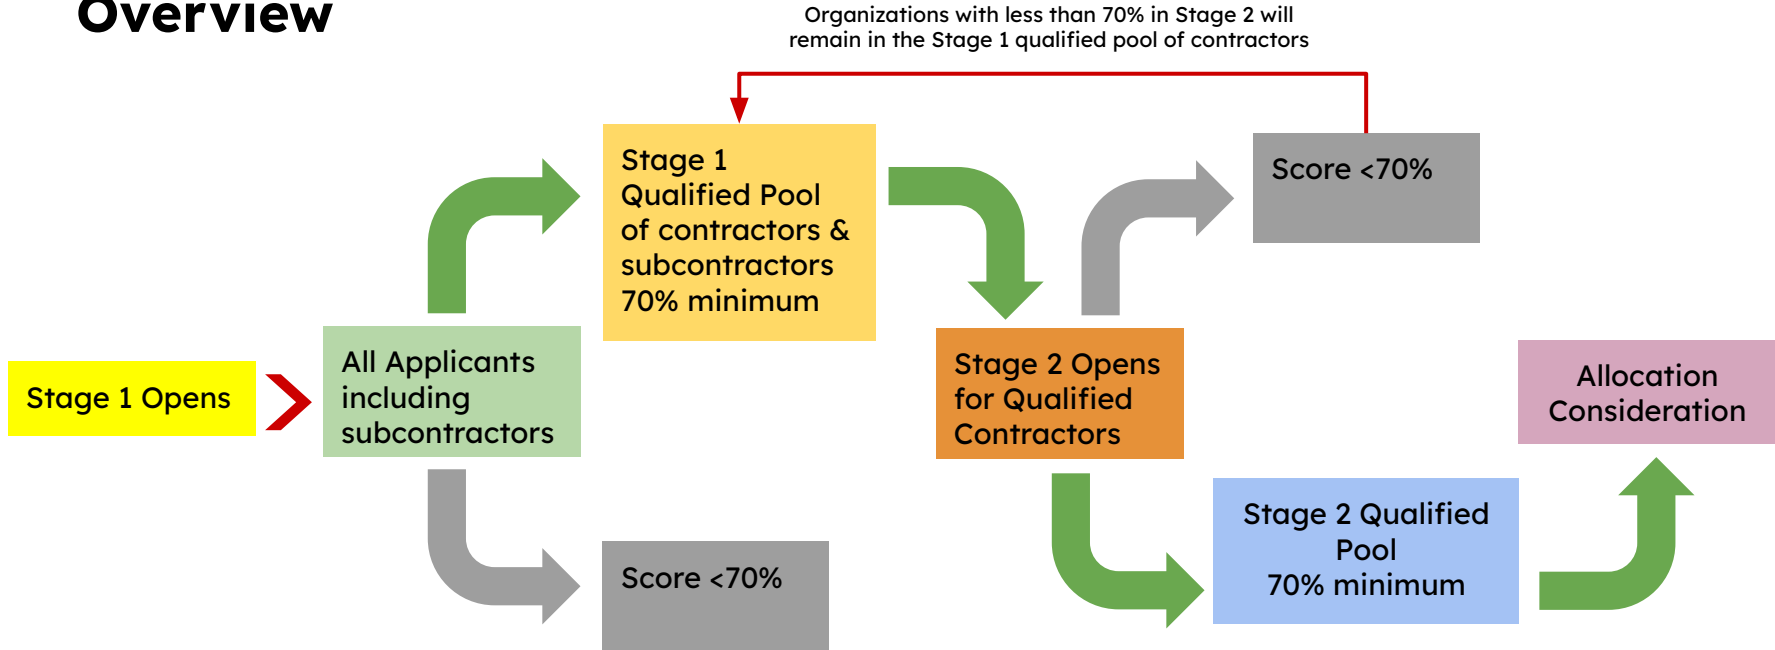 Overview
Organizations with less than 70% in Stage 2 will
remain in the Stage 1 qualified pool of contractors
Stage 1
Qualified Pool
of contractors &
subcontractors
70% minimum
Score <70%
Stage 1 Opens
All Applicants
including
subcontractors
Stage 2 Opens
for Qualified
Contractors
Allocation
Consideration
Score <70%
Stage 2 Qualified
Pool
70% minimum